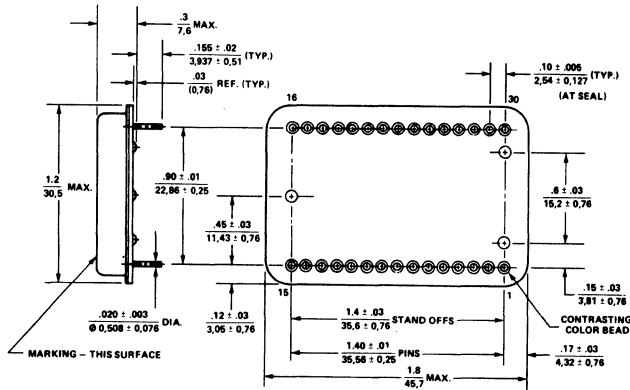 .3
7,6 MAX.
.155 ± .02
3,937 ± 0,51 (TYP.)
.03
(0,76) REF. (TYP.)
.10 ± .005
2,54 ± 0,127 (TYP.)
(AT SEAL)
16
30
1.2
30,5 MAX.
.90 ± .01
22,86 ± 0,25
.45 ± .03
11,43 ± 0,76
.6 ± .03
15,2 ± 0,76
15
1
.15 ± .03
3,81 ± 0,76
.020 ± .003
Ø 0,508 ± 0,076 DIA.
.12 ± .03
3,05 ± 0,76
1.4 ± .03
35,6 ± 0,76 STAND OFFS
CONTRASTING
COLOR BEAD
MARKING – THIS SURFACE
1.40 ± .01
35,56 ± 0,25 PINS
.17 ± .03
4,32 ± 0,76
1.8
45,7 MAX.